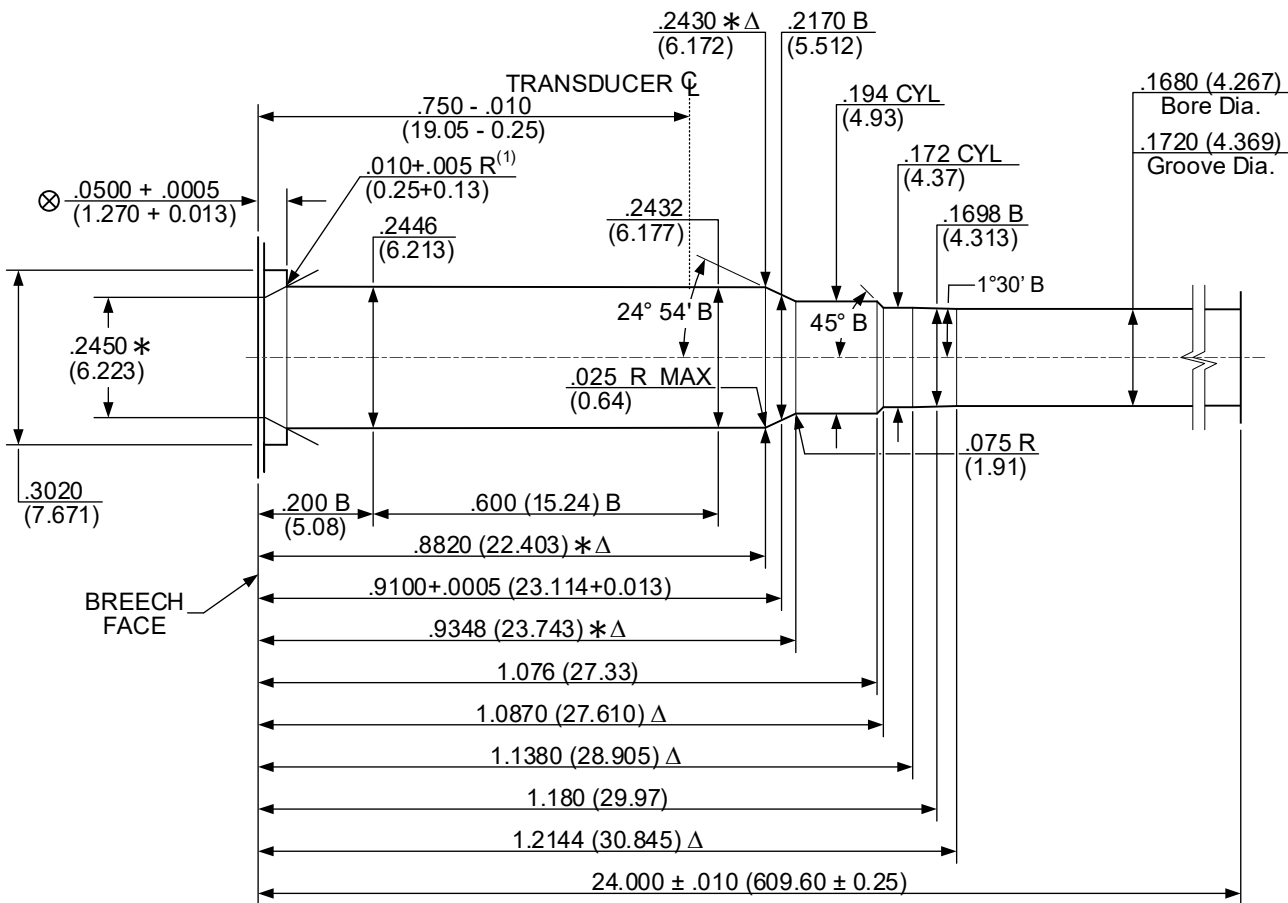 .2430 ∗ Δ
(6.172)
.2170 B
(5.512)
TRANSDUCER ℄
.750 - .010
(19.05 - 0.25)
.194 CYL
(4.93)
.1680 (4.267)
Bore Dia.
.1720 (4.369)
Groove Dia.
.010+.005 R(1)
(0.25+0.13)
.172 CYL
(4.37)
⊗ .0500 + .0005
(1.270 + 0.013)
.2446
(6.213)
.2432
(6.177)
.1698 B
(4.313)
1°30' B
24° 54' B
45° B
.2450 ∗
(6.223)
.025 R MAX
(0.64)
.075 R
(1.91)
.3020
(7.671)
.200 B
(5.08)
.600 (15.24) B
.8820 (22.403) ∗ Δ
.9100+.0005 (23.114+0.013)
BREECH
FACE
.9348 (23.743) ∗ Δ
1.076 (27.33)
1.0870 (27.610) Δ
1.1380 (28.905) Δ
1.180 (29.97)
1.2144 (30.845) Δ
24.000 ± .010 (609.60 ± 0.25)